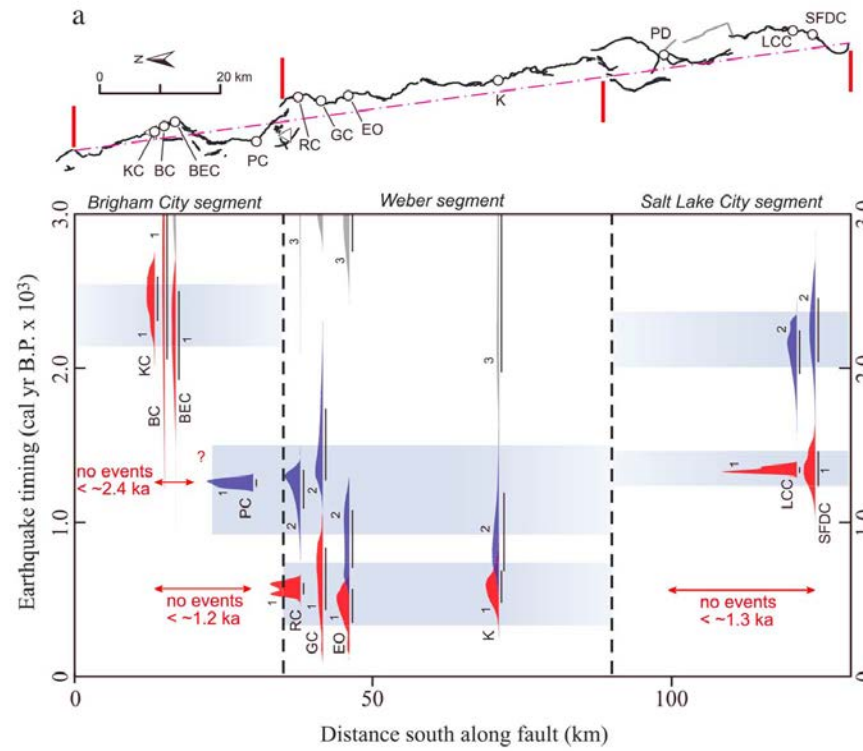 a
N
0 20 km
SFDC
LCC
PD
K
EO
GC
RC
PC
BEC
BC
KC
Brigham City segment
Weber segment
Salt Lake City segment
Earthquake timing (cal yr B.P. x 10³)
3.0
2.0
1.0
0
3.0
2.0
1.0
0
1
KC
1
BC
1
BEC
no events
< ~2.4 ka
?
1
PC
no events
< ~1.2 ka
3
2
1
RC
2
1
GC
3
2
1
EO
3
2
1
K
2
1
LCC
2
1
SFDC
no events
< ~1.3 ka
0 50 100
Distance south along fault (km)